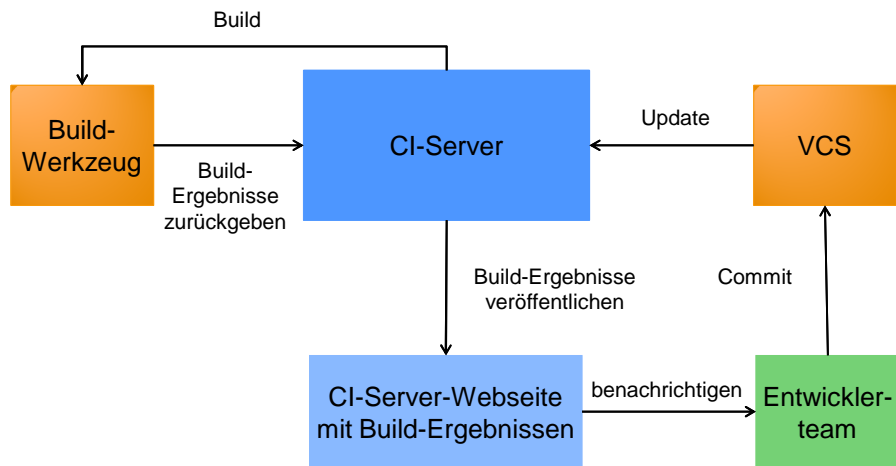 Build
Build-
Werkzeug
CI-Server
Update
VCS
Build-
Ergebnisse
zurückgeben
Build-Ergebnisse
veröffentlichen
Commit
CI-Server-Webseite
mit Build-Ergebnissen
benachrichtigen
Entwickler-
team